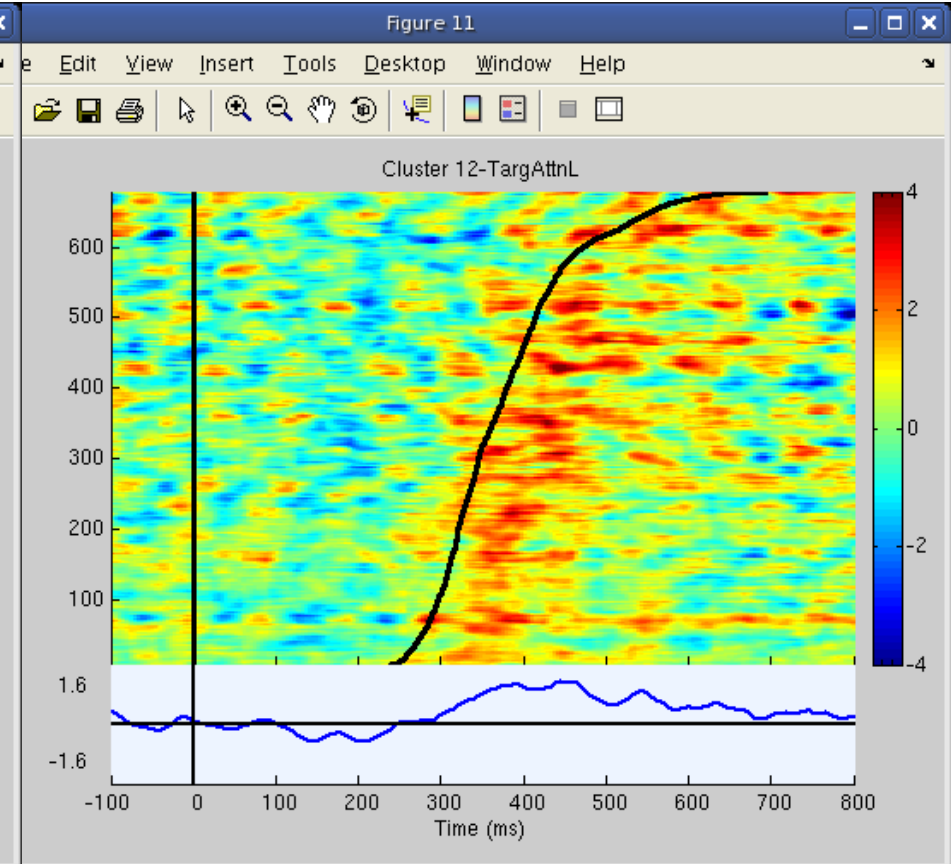 Figure 11
e Edit View Insert Tools Desktop Window Help
Cluster 12-TargAttnL
600
500
400
300
200
100
4
2
0
-2
-4
1.6
-1.6
-100 0 100 200 300 400 500 600 700 800
Time (ms)